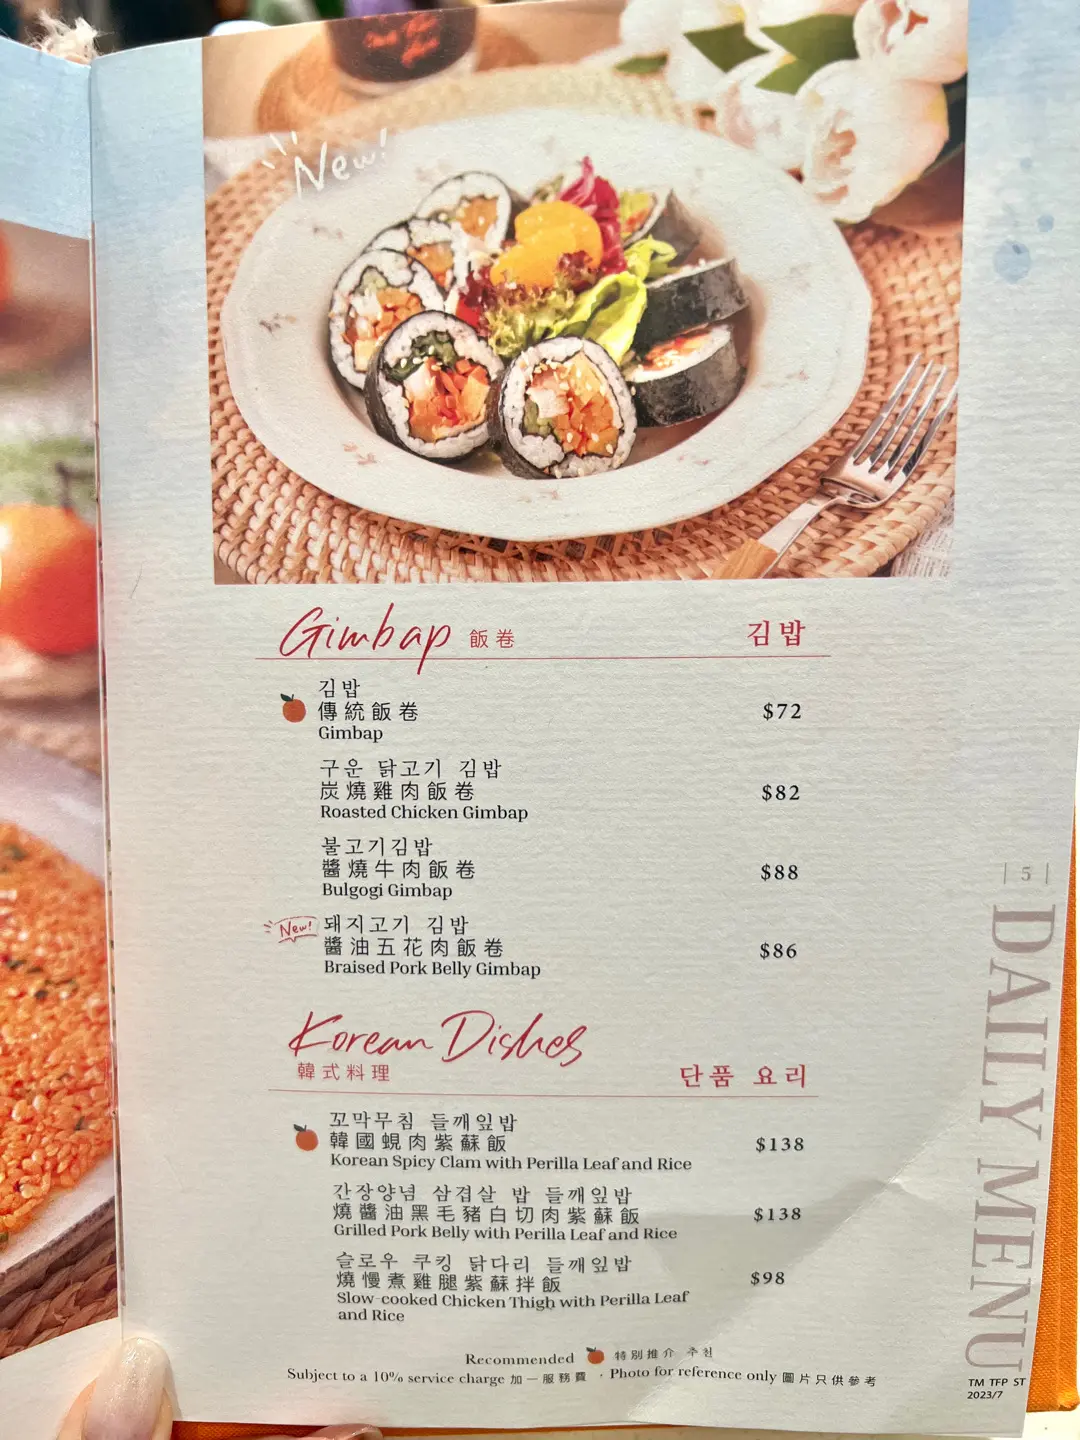 New!
Gimbap 飯卷 김밥
김밥
傳統飯卷 $72
Gimbap
구운 닭고기 김밥
炭燒雞肉飯卷 $82
Roasted Chicken Gimbap
불고기김밥
醬燒牛肉飯卷 $88
Bulgogi Gimbap
New! 돼지고기 김밥
醬油五花肉飯卷 $86
Braised Pork Belly Gimbap
Korean Dishes
韓式料理 단품 요리
꼬막무침 들깨잎밥
韓國蜆肉紫蘇飯 $138
Korean Spicy Clam with Perilla Leaf and Rice
간장양념 삼겹살 밥 들깨잎밥
燒醬油黑毛豬白切肉紫蘇飯 $138
Grilled Pork Belly with Perilla Leaf and Rice
슬로우 쿠킹 닭다리 들깨잎밥
燒慢煮雞腿紫蘇拌飯 $98
Slow-cooked Chicken Thigh with Perilla Leaf
and Rice
Recommended 特別推介 추천
Subject to a 10% service charge 加一服務費 · Photo for reference only 圖片只供參考
| 5 |
DAILY MENU
TM TFP ST
2023/7